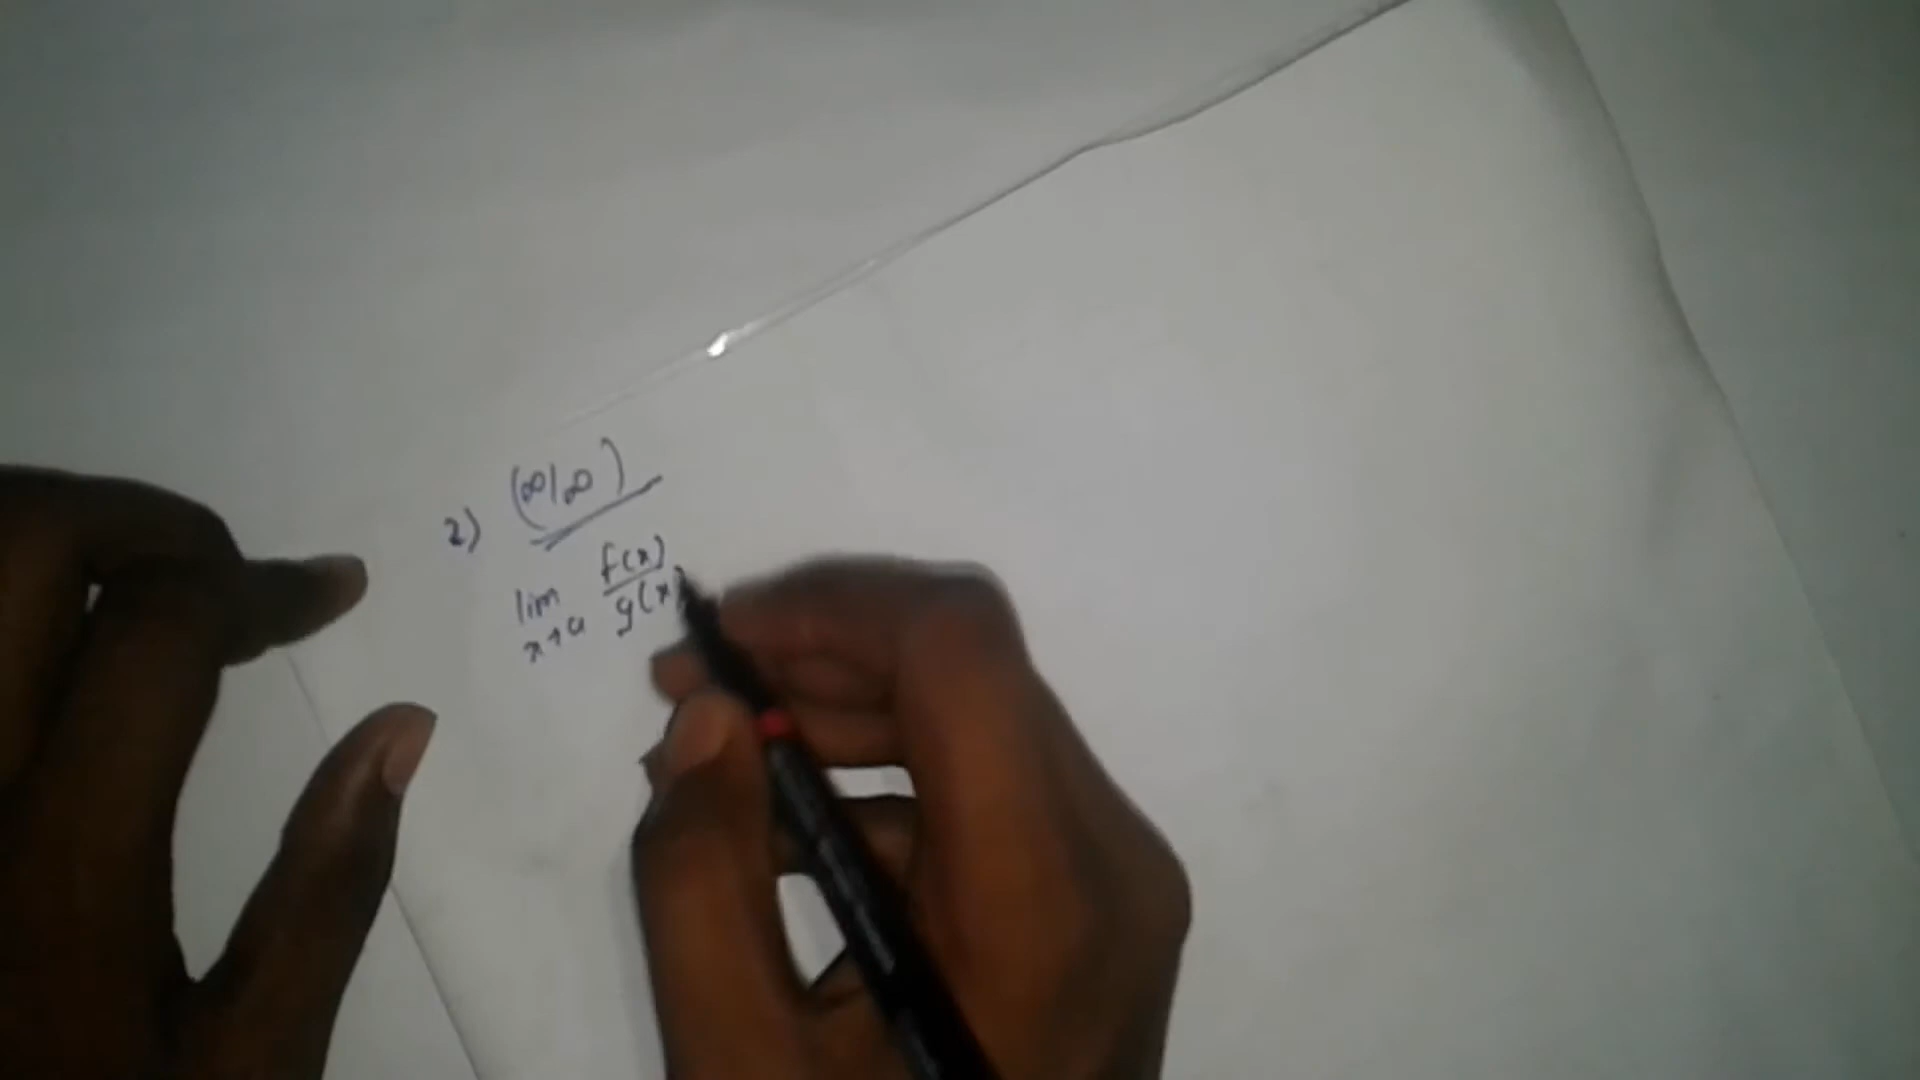 2) (∞/∞)
lim f(x)/g(x)
x→a